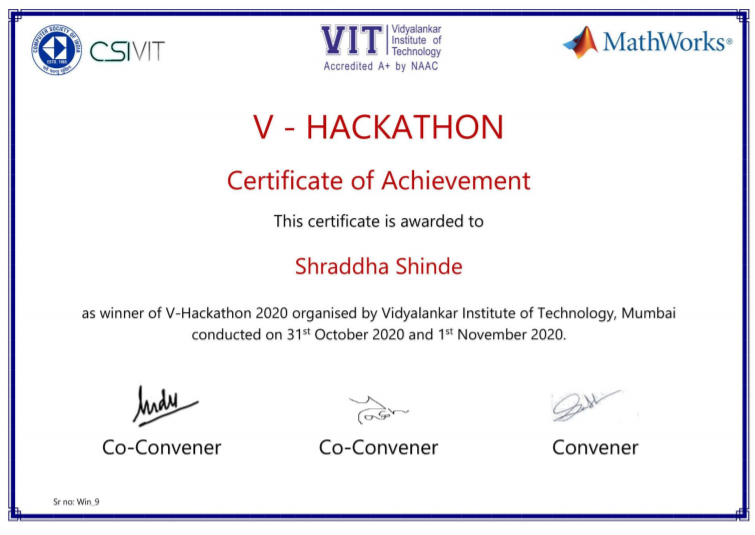 COMPUTER SOCIETY OF INDIA
ESTD. 1965
CSIVIT
VIT
Vidyalankar
Institute of
Technology
Accredited A+ by NAAC
MathWorks®
V - HACKATHON
Certificate of Achievement
This certificate is awarded to
Shraddha Shinde
as winner of V-Hackathon 2020 organised by Vidyalankar Institute of Technology, Mumbai
conducted on 31st October 2020 and 1st November 2020.
Co-Convener
Co-Convener
Convener
Sr no: Win_9